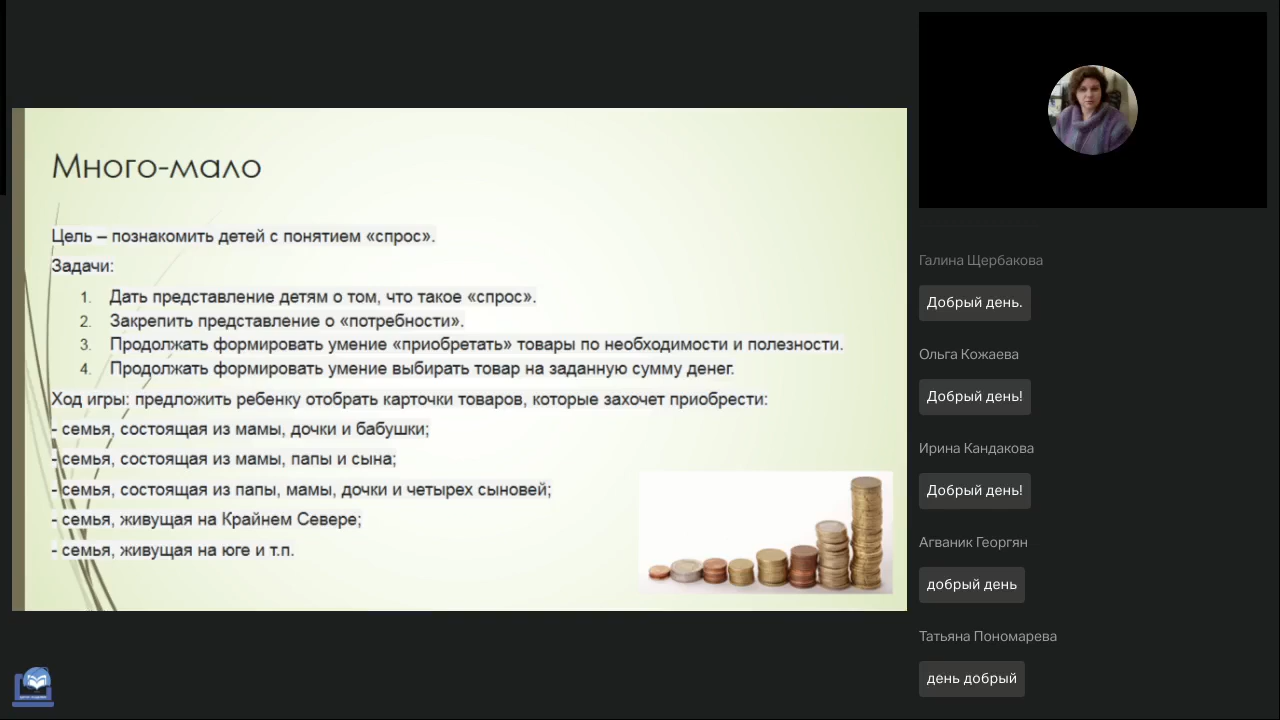 Много-мало
Цель – познакомить детей с понятием «спрос».
Задачи:
1. Дать представление детям о том, что такое «спрос».
2. Закрепить представление о «потребности».
3. Продолжать формировать умение «приобретать» товары по необходимости и полезности.
4. Продолжать формировать умение выбирать товар на заданную сумму денег.
Ход игры: предложить ребенку отобрать карточки товаров, которые захочет приобрести:
- семья, состоящая из мамы, дочки и бабушки;
- семья, состоящая из мамы, папы и сына;
- семья, состоящая из папы, мамы, дочки и четырех сыновей;
- семья, живущая на Крайнем Севере;
- семья, живущая на юге и т.п.
Галина Щербакова
Добрый день.
Ольга Кожаева
Добрый день!
Ирина Кандакова
Добрый день!
Агваник Георгян
добрый день
Татьяна Пономарева
день добрый